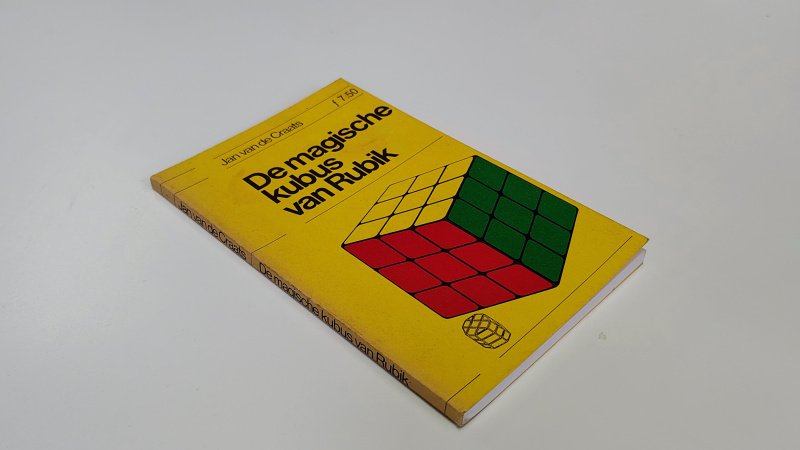 Jan van de Craats
ƒ 7.50
De magische
kubus
van Rubik
Jan van de Craats
De magische kubus van Rubik